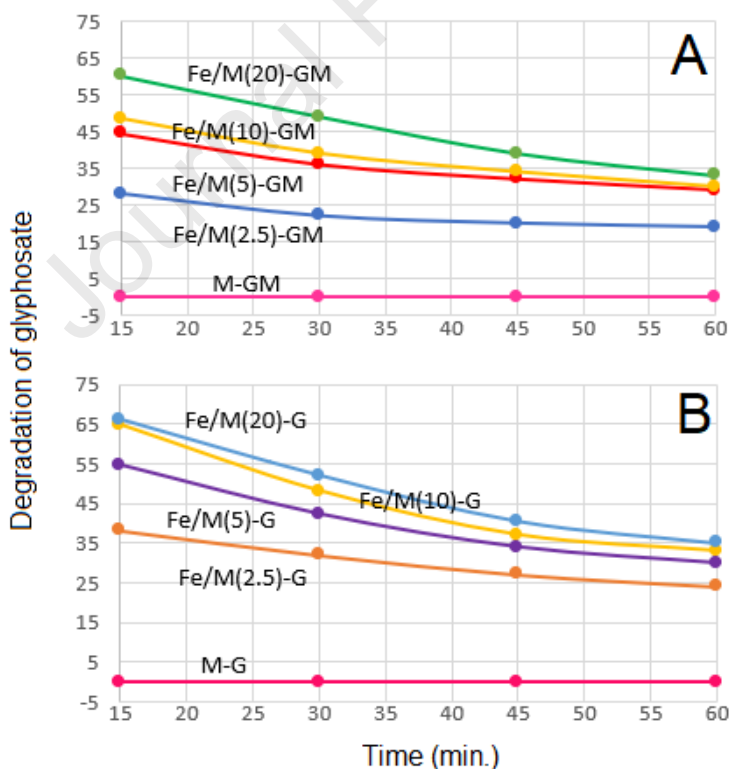 Journal P
Degradation of glyphosate
75
65
55
45
35
25
15
5
-5
A
Fe/M(20)-GM
Fe/M(10)-GM
Fe/M(5)-GM
Fe/M(2.5)-GM
M-GM
15 20 25 30 35 40 45 50 55 60
75
65
55
45
35
25
15
5
-5
B
Fe/M(20)-G
Fe/M(10)-G
Fe/M(5)-G
Fe/M(2.5)-G
M-G
15 20 25 30 35 40 45 50 55 60
Time (min.)